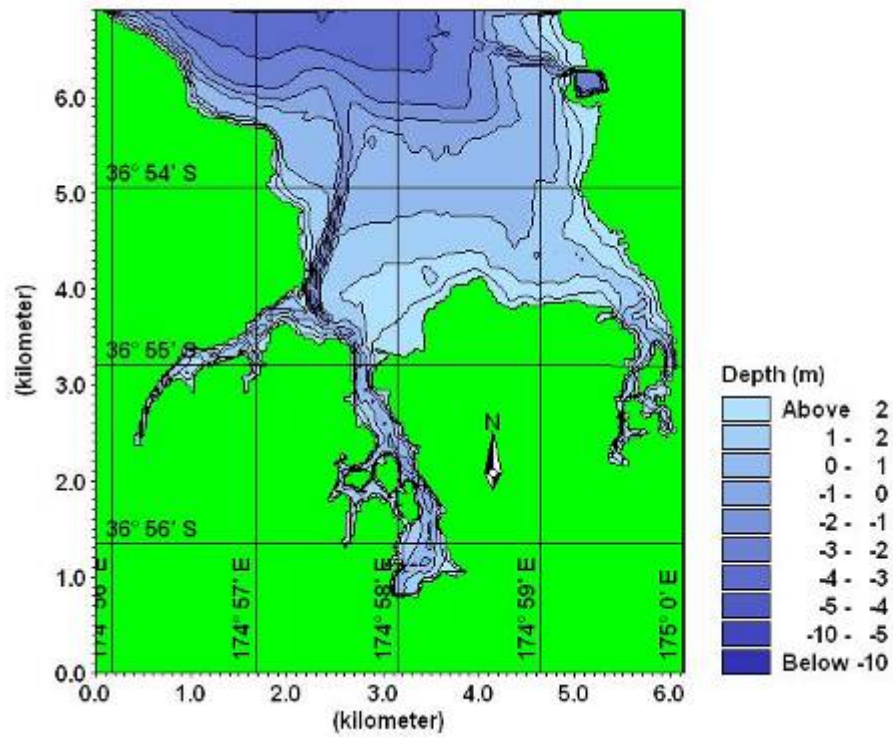 6.0
36° 54' S
5.0
4.0
(kilometer)
36° 55' S
3.0
N
2.0
36° 56' S
1.0
0.0
174° 56' E
174° 57' E
174° 58' E
174° 59' E
175° 0' E
0.0 1.0 2.0 3.0 4.0 5.0 6.0
(kilometer)
Depth (m)
Above 2
1 - 2
0 - 1
-1 - 0
-2 - -1
-3 - -2
-4 - -3
-5 - -4
-10 - -5
Below -10